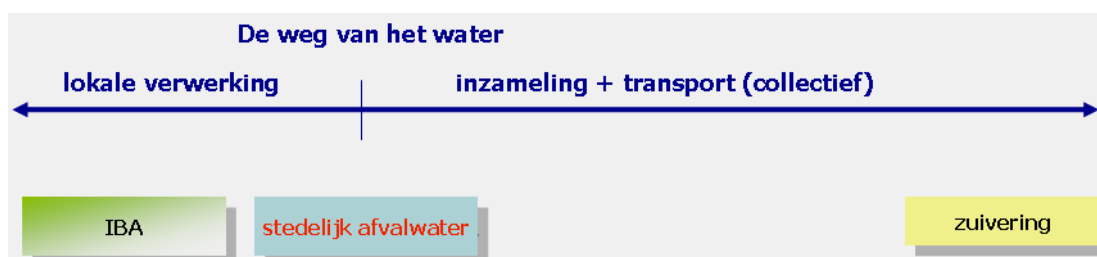 De weg van het water
lokale verwerking
inzameling + transport (collectief)
IBA
stedelijk afvalwater
zuivering